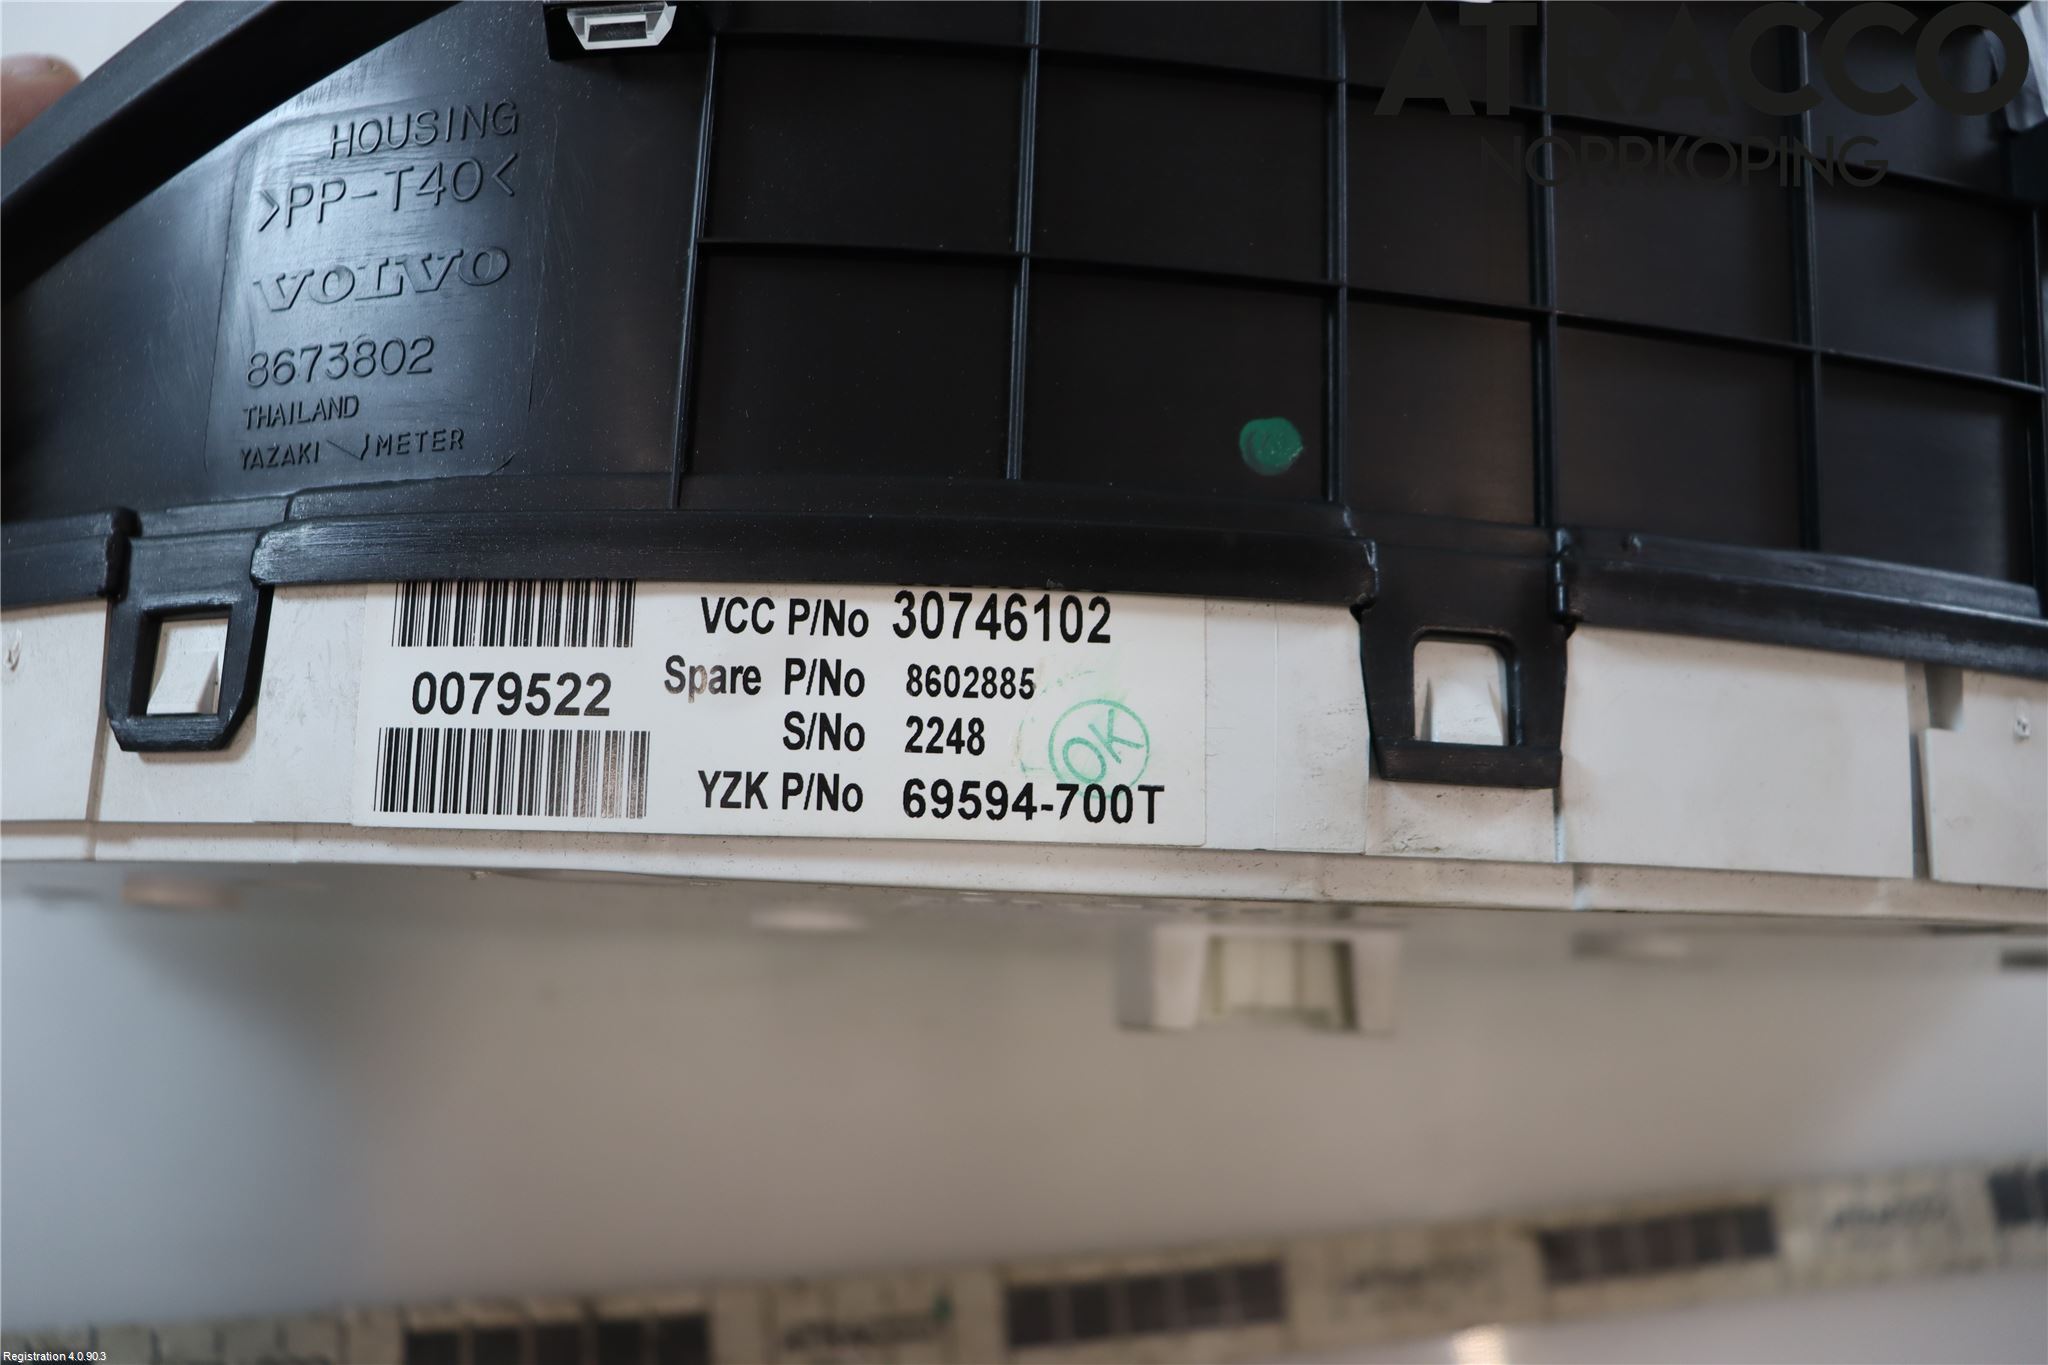 ATRACCO
NORRKÖPING
HOUSING
>PP-T40<
VOLVO
8673802
THAILAND
YAZAKI METER
VCC P/No 30746102
0079522
Spare P/No 8602885
S/No 2248
OK
YZK P/No 69594-700T
Registration 4.0.90.3